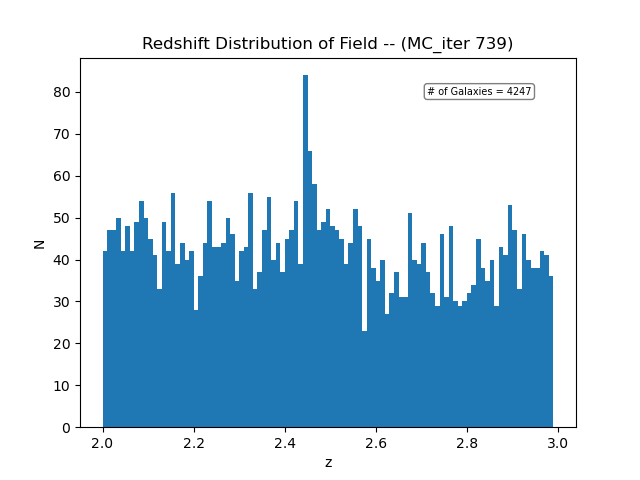 Redshift Distribution of Field -- (MC_iter 739)
# of Galaxies = 4247
80
70
60
50
40
30
20
10
0
N
2.0 2.2 2.4 2.6 2.8 3.0
z